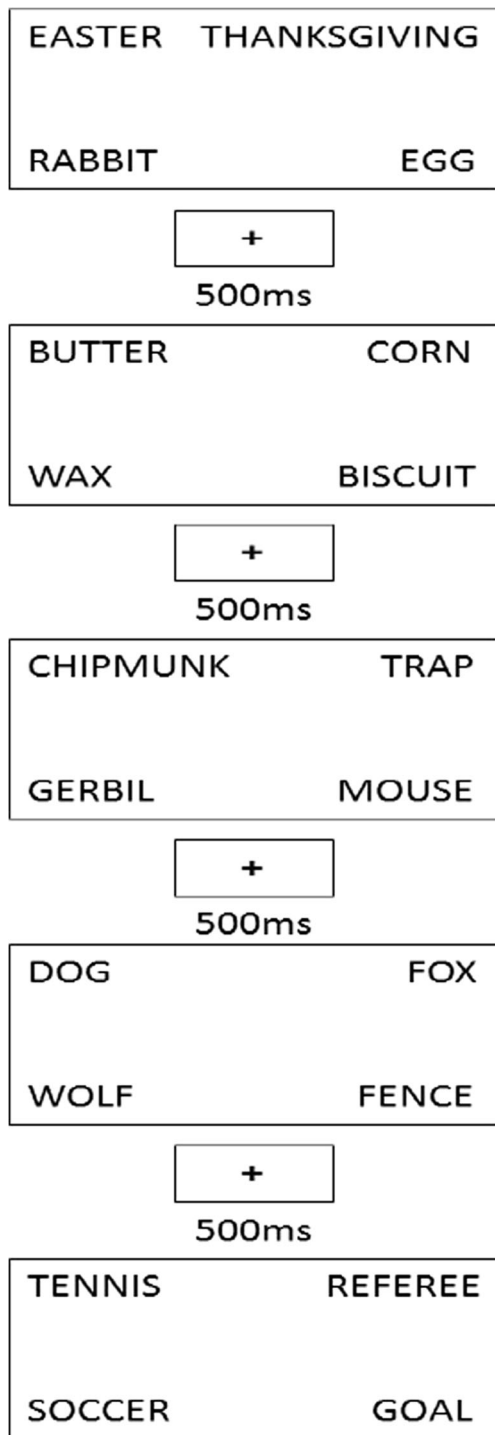 EASTER THANKSGIVING
RABBIT EGG
+
500ms
BUTTER CORN
WAX BISCUIT
+
500ms
CHIPMUNK TRAP
GERBIL MOUSE
+
500ms
DOG FOX
WOLF FENCE
+
500ms
TENNIS REFEREE
SOCCER GOAL